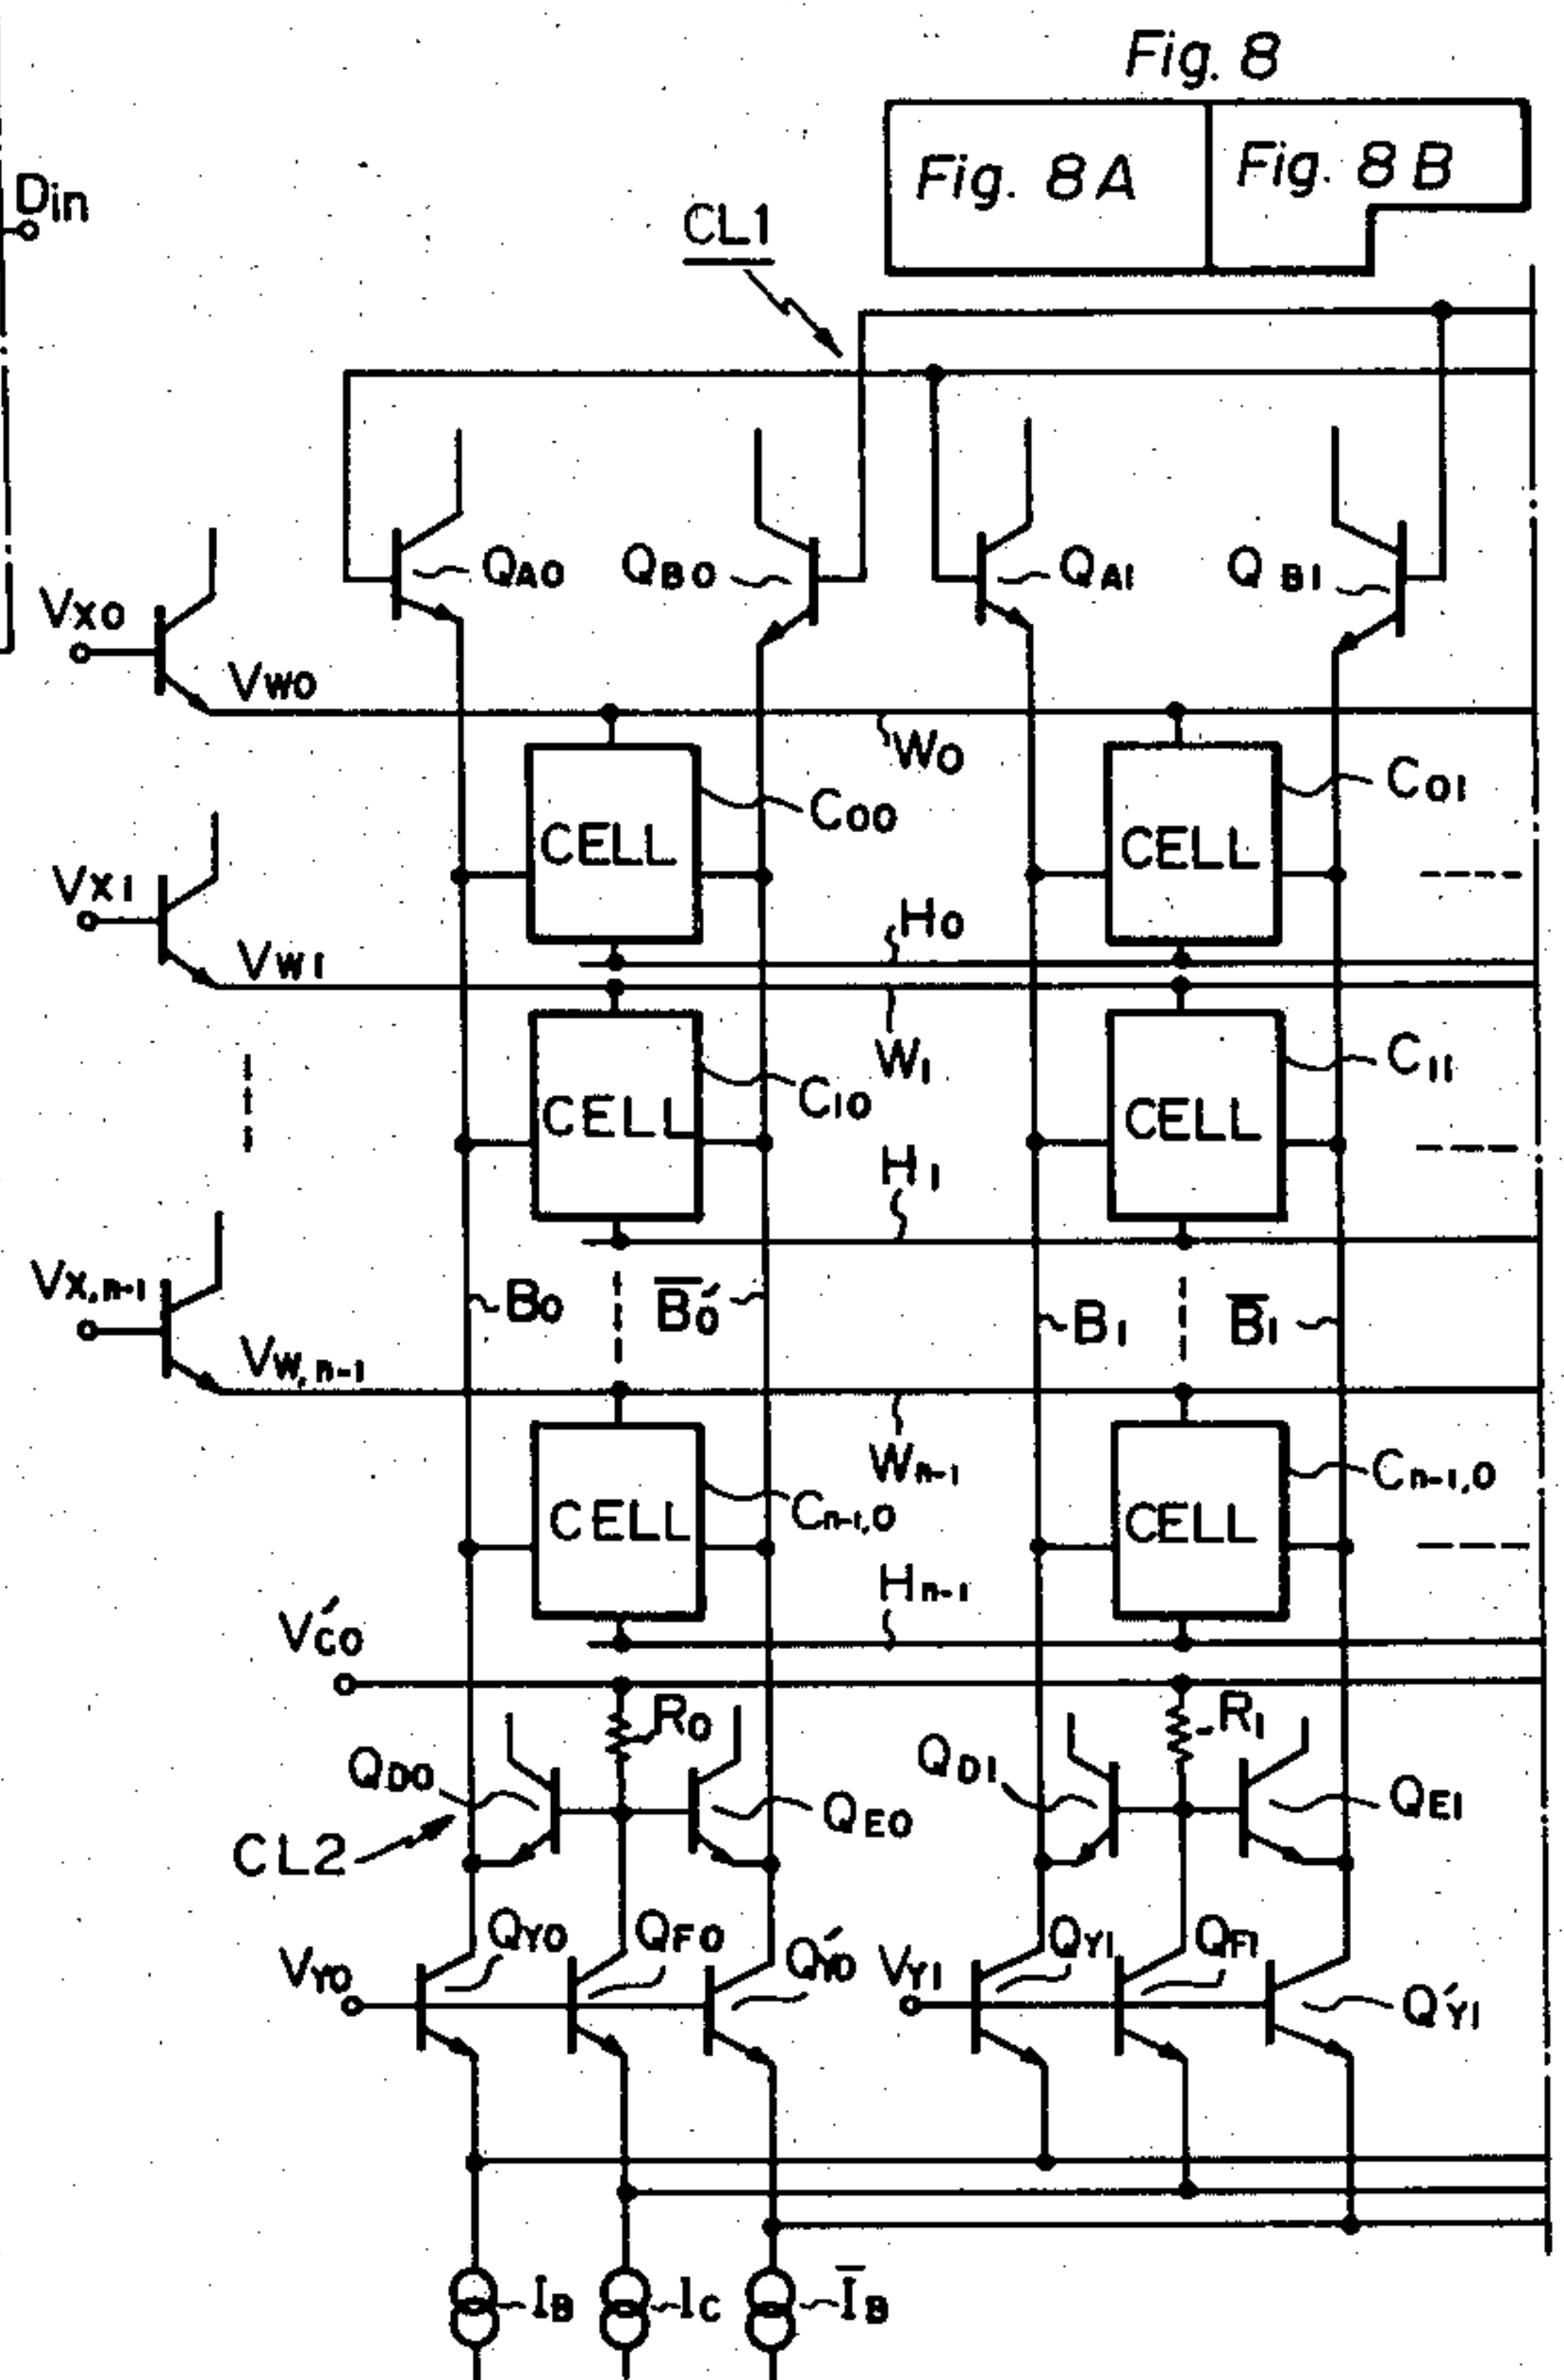 Fig. 8
Fig. 8A
Fig. 8B
Din
CL1
QA0
QB0
QA1
QB1
VX0
VW0
W0
CELL
C00
CELL
C01
VX1
VW1
H0
W1
CELL
C10
CELL
C11
H1
VX,n-1
B0
B̅0́
B1
B̅1
VW,n-1
Wn-1
CELL
Cn-1,0
CELL
Cn-1,0
Hn-1
V′C0
R0
R1
QD0
QE0
QD1
QE1
CL2
VY0
QY0
QF0
Q′Y0
VY1
QY1
QF1
Q′Y1
IB
IC
I̅B